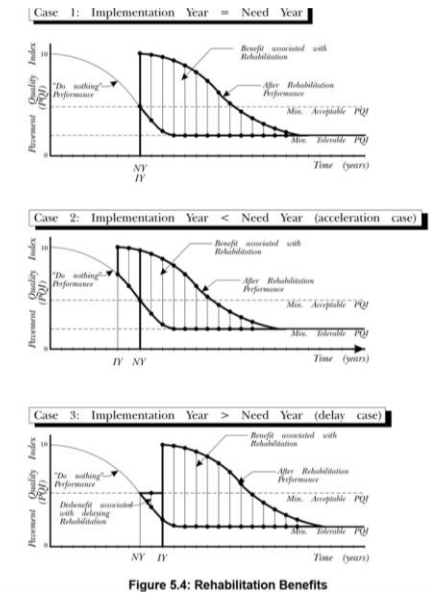 Case 1: Implementation Year = Need Year
Pavement Quality Index
(PQI)
10
Benefit associated with
Rehabilitation
"Do nothing"
Performance
After Rehabilitation
Performance
Min. Acceptable PQI
Min. Tolerable PQI
0
Time (years)
NY
IY
Case 2: Implementation Year < Need Year (acceleration case)
Pavement Quality Index
(PQI)
10
Benefit associated with
Rehabilitation
"Do nothing"
Performance
After Rehabilitation
Performance
Min. Acceptable PQI
Min. Tolerable PQI
0
IY NY
Time (years)
Case 3: Implementation Year > Need Year (delay case)
Pavement Quality Index
(PQI)
10
Benefit associated with
Rehabilitation
"Do nothing"
Performance
After Rehabilitation
Performance
Disbenefit associated
with delaying
Rehabilitation
Min. Acceptable PQI
Min. Tolerable PQI
0
NY IY
Time (years)
Figure 5.4: Rehabilitation Benefits